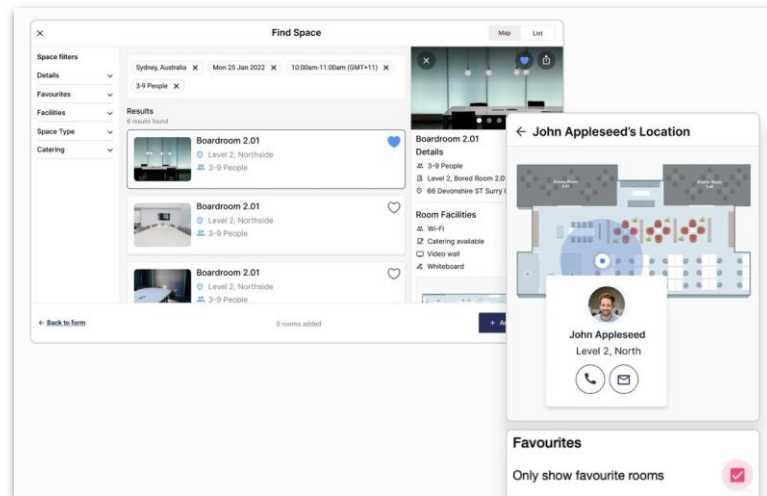 Find Space
Map
List
Space filters
Details
Favourites
Facilities
Space Type
Catering
Sydney, Australia
Mon 25 Jan 2022
10:00am-11:00am (GMT+11)
3-9 People
Results
6 results found
Boardroom 2.01
Level 2, Northside
3-9 People
Boardroom 2.01
Level 2, Northside
3-9 People
Boardroom 2.01
Level 2, Northside
3-9 People
Boardroom 2.01
Details
3-9 People
Level 2, Bored Room 2.0
66 Devonshire ST Surry
Room Facilities
Wi-Fi
Catering available
Video wall
Whiteboard
← Back to form
0 rooms added
+ A
← John Appleseed's Location
John Appleseed
Level 2, North
Favourites
Only show favourite rooms